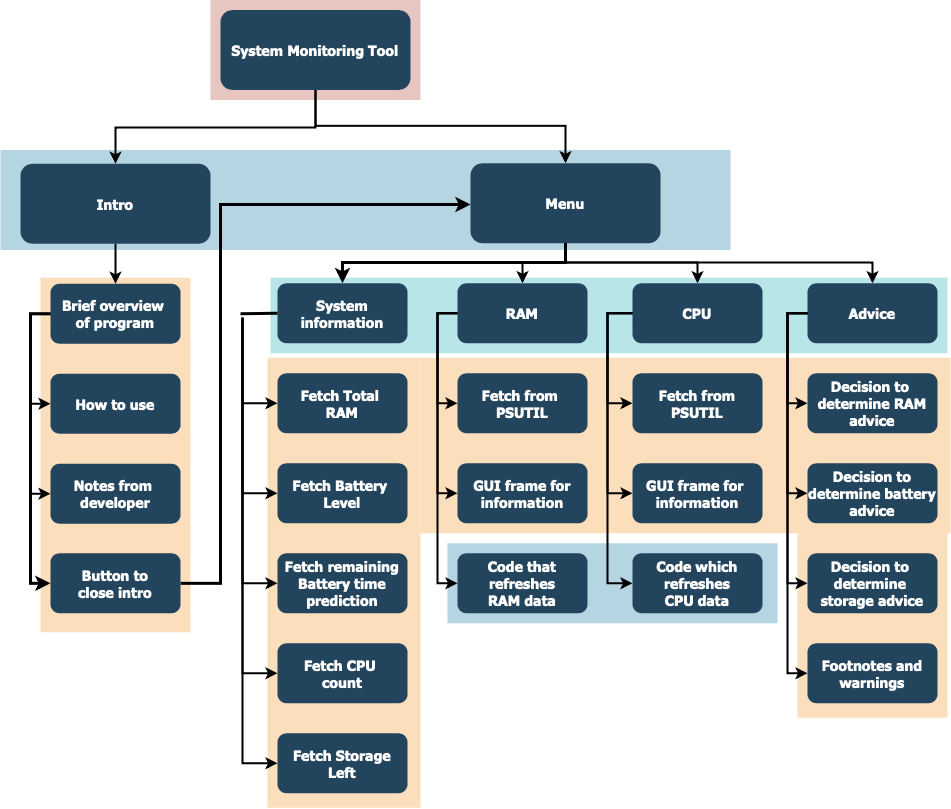 System Monitoring Tool
Intro
Menu
Brief overview
of program
How to use
Notes from
developer
Button to
close intro
System
information
Fetch Total
RAM
Fetch Battery
Level
Fetch remaining
Battery time
prediction
Fetch CPU
count
Fetch Storage
Left
RAM
Fetch from
PSUTIL
GUI frame for
information
Code that
refreshes
RAM data
CPU
Fetch from
PSUTIL
GUI frame for
information
Code which
refreshes
CPU data
Advice
Decision to
determine RAM
advice
Decision to
determine battery
advice
Decision to
determine
storage advice
Footnotes and
warnings